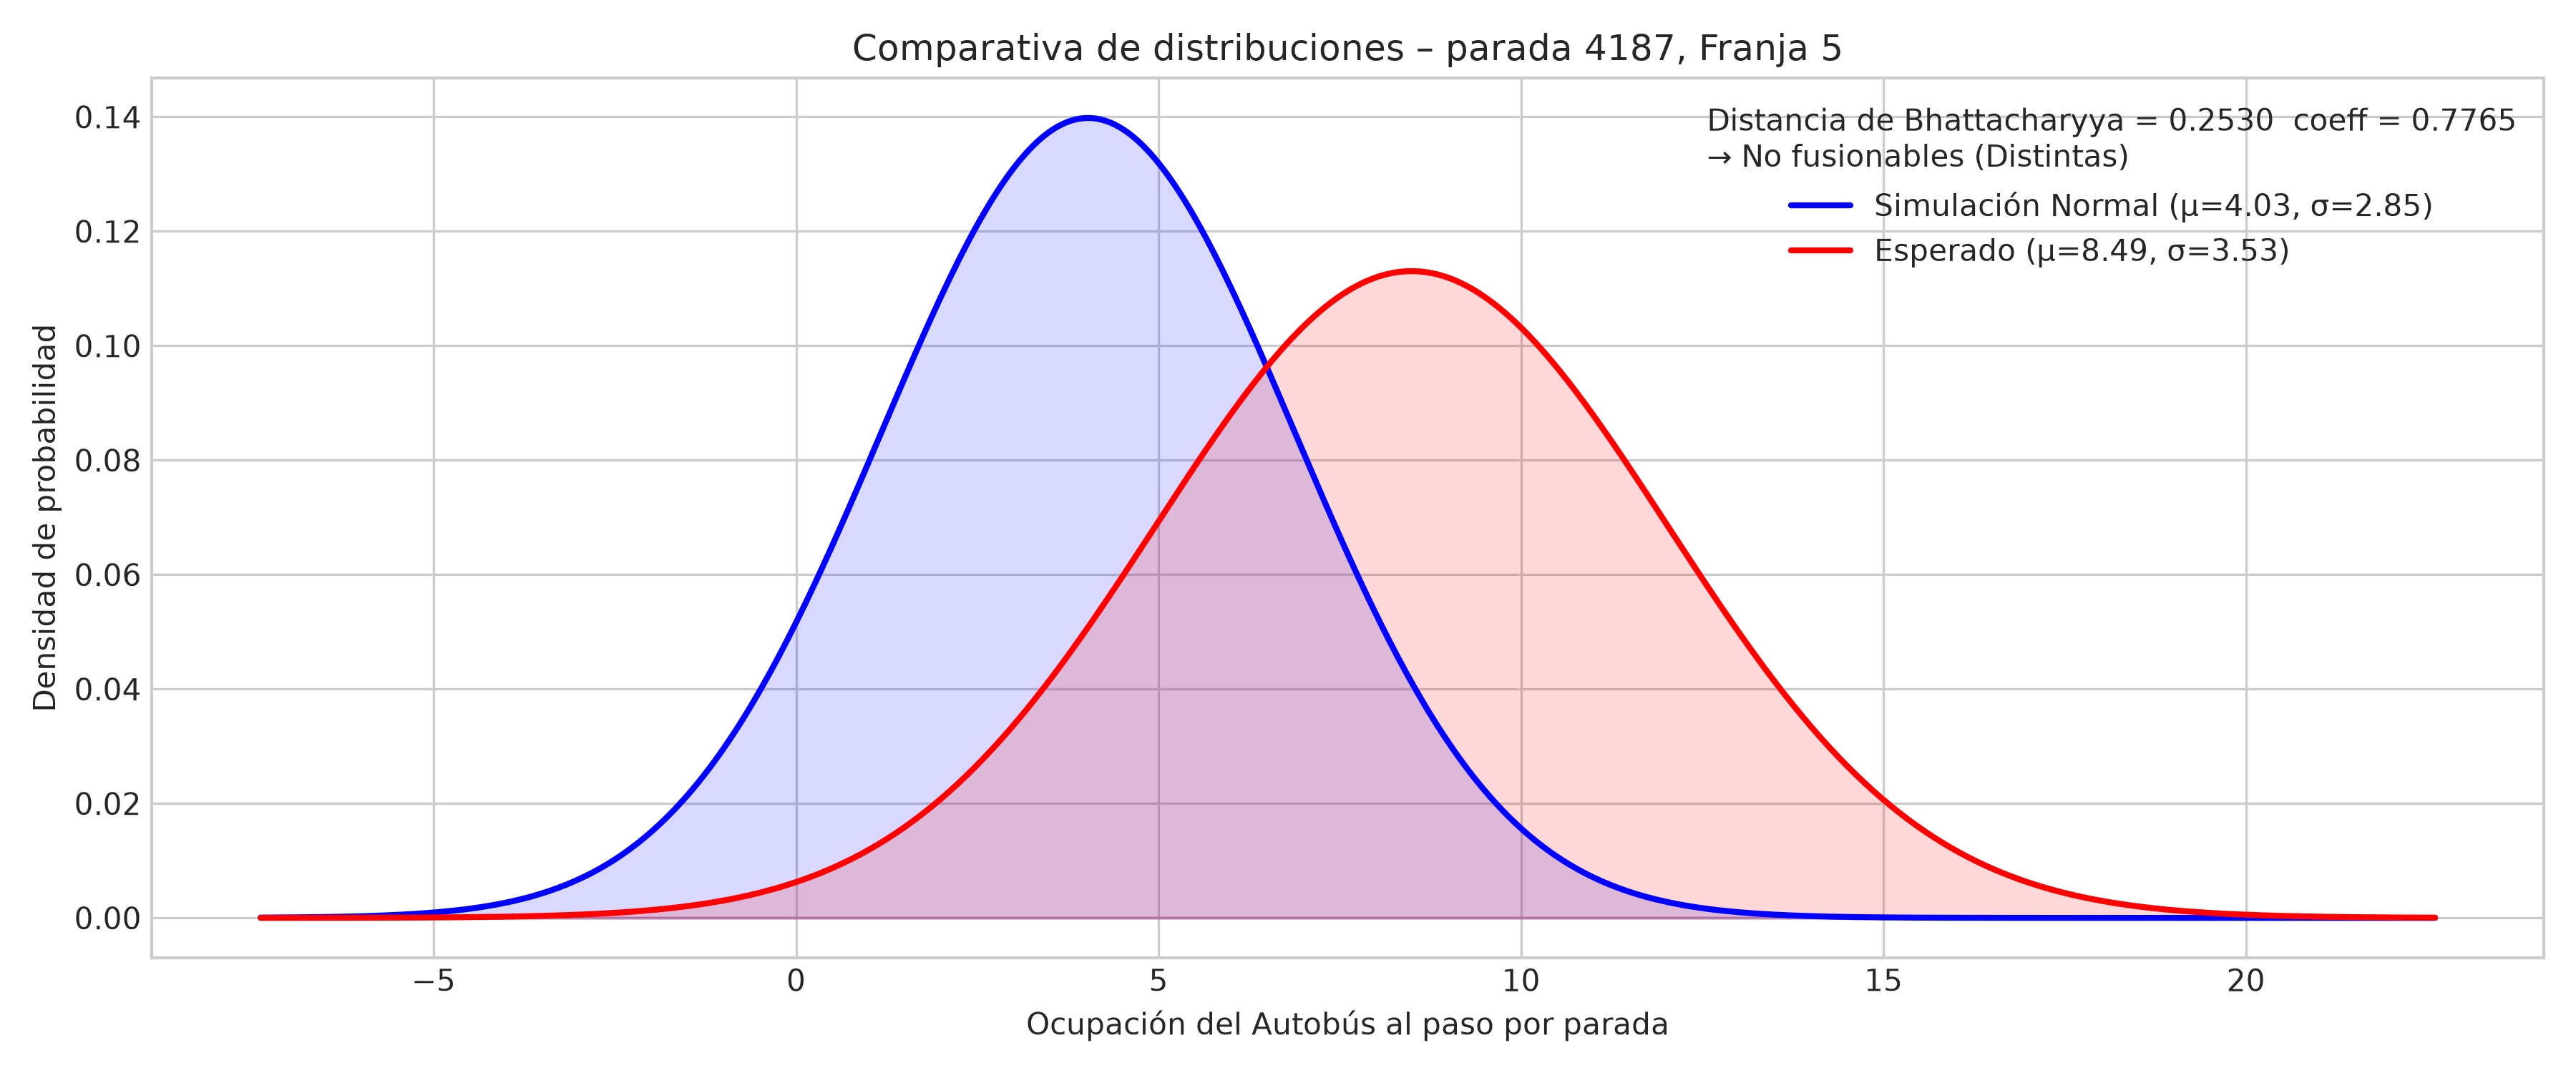 Comparativa de distribuciones – parada 4187, Franja 5
Distancia de Bhattacharyya = 0.2530  coeff = 0.7765
→ No fusionables (Distintas)
Simulación Normal (μ=4.03, σ=2.85)
Esperado (μ=8.49, σ=3.53)
Densidad de probabilidad
0.14
0.12
0.10
0.08
0.06
0.04
0.02
0.00
−5
0
5
10
15
20
Ocupación del Autobús al paso por parada